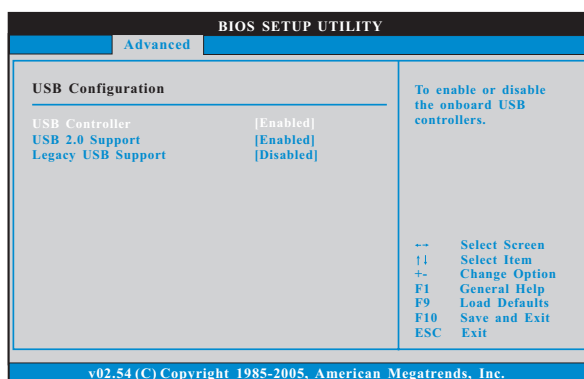 BIOS SETUP UTILITY
Advanced
USB Configuration
USB Controller [Enabled]
USB 2.0 Support [Enabled]
Legacy USB Support [Disabled]
To enable or disable
the onboard USB
controllers.
←→ Select Screen
↑↓ Select Item
+- Change Option
F1 General Help
F9 Load Defaults
F10 Save and Exit
ESC Exit
v02.54 (C) Copyright 1985-2005, American Megatrends, Inc.